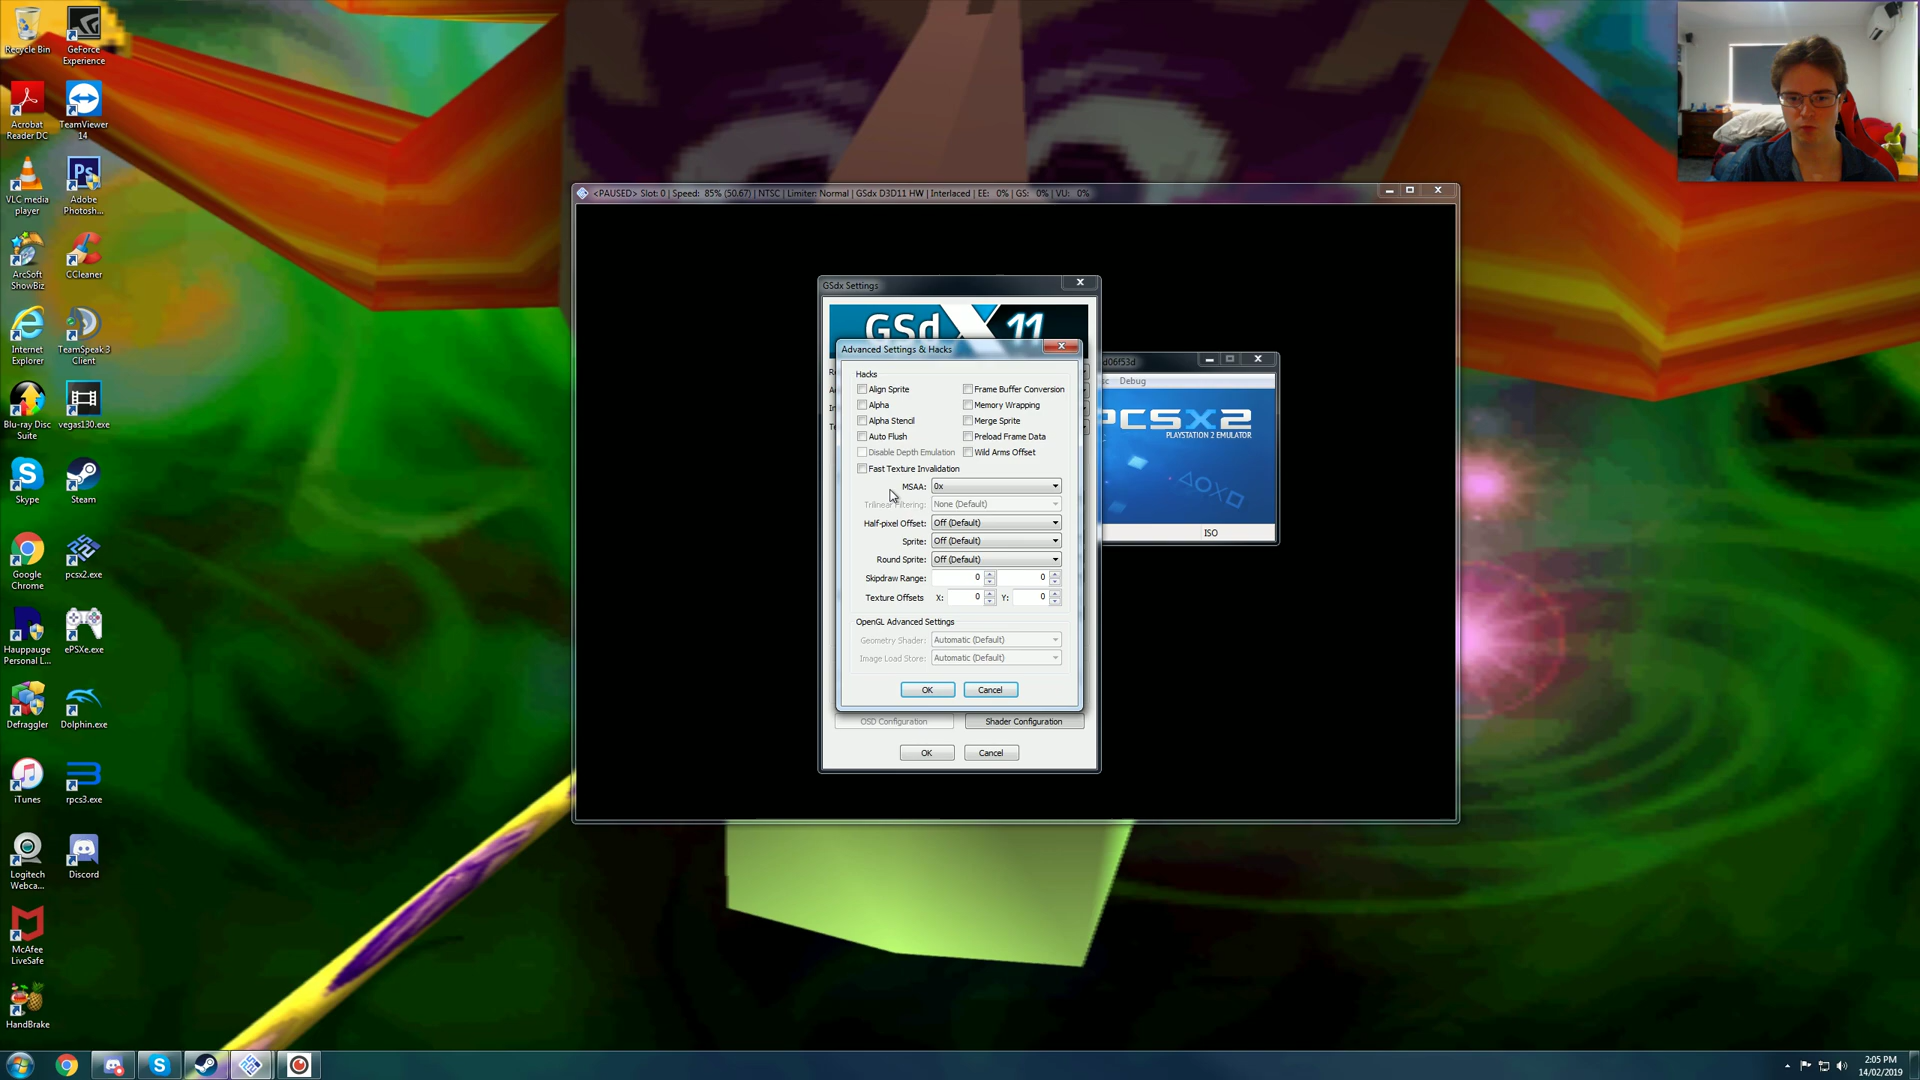 Recycle Bin
GeForce
Experience
Acrobat
Reader DC
TeamViewer
14
VLC media
player
Adobe
Photosh...
ArcSoft
ShowBiz
CCleaner
Internet
Explorer
TeamSpeak 3
Client
Blu-ray Disc
Suite
vegas130.exe
Skype
Steam
Google
Chrome
pcsx2.exe
Hauppauge
Personal L...
ePSXe.exe
Defraggler
Dolphin.exe
iTunes
rpcs3.exe
Logitech
Webca...
Discord
McAfee
LiveSafe
HandBrake
<PAUSED> Slot: 0 | Speed: 85% (50.67) | NTSC | Limiter: Normal | GSdx D3D11 HW | Interlaced | EE: 0% | GS: 0% | VU: 0%
GSdx Settings
GSdX 11
Advanced Settings & Hacks
Hacks
Align Sprite
Frame Buffer Conversion
Alpha
Memory Wrapping
Alpha Stencil
Merge Sprite
Auto Flush
Preload Frame Data
Disable Depth Emulation
Wild Arms Offset
Fast Texture Invalidation
MSAA: 0x
Trilinear Filtering: None (Default)
Half-pixel Offset: Off (Default)
Sprite: Off (Default)
Round Sprite: Off (Default)
Skipdraw Range: 0 0
Texture Offsets X: 0 Y: 0
OpenGL Advanced Settings
Geometry Shader: Automatic (Default)
Image Load Store: Automatic (Default)
OK Cancel
OSD Configuration Shader Configuration
OK Cancel
d06f53d
Debug
PCSX2
PLAYSTATION 2 EMULATOR
ISO
2:05 PM
14/02/2019